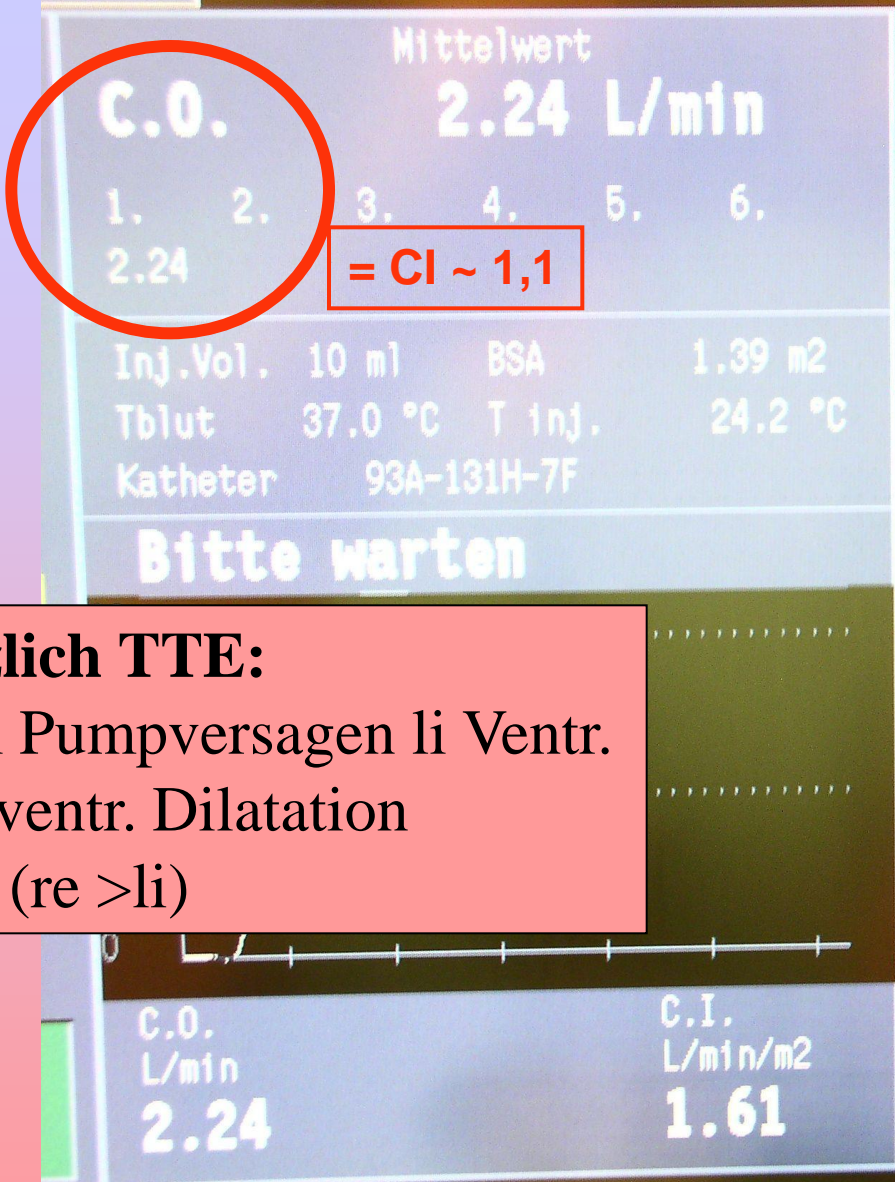 Mittelwert
C.O. 2.24 L/min
1. 2. 3. 4. 5. 6.
2.24
= CI ~ 1,1
Inj.Vol. 10 ml BSA 1.39 m2
Tblut 37.0 °C T inj. 24.2 °C
Katheter 93A-131H-7F
Bitte warten
lich TTE:
Pumpversagen li Ventr.
ventr. Dilatation
(re >li)
0
C.O. C.I.
L/min L/min/m2
2.24 1.61